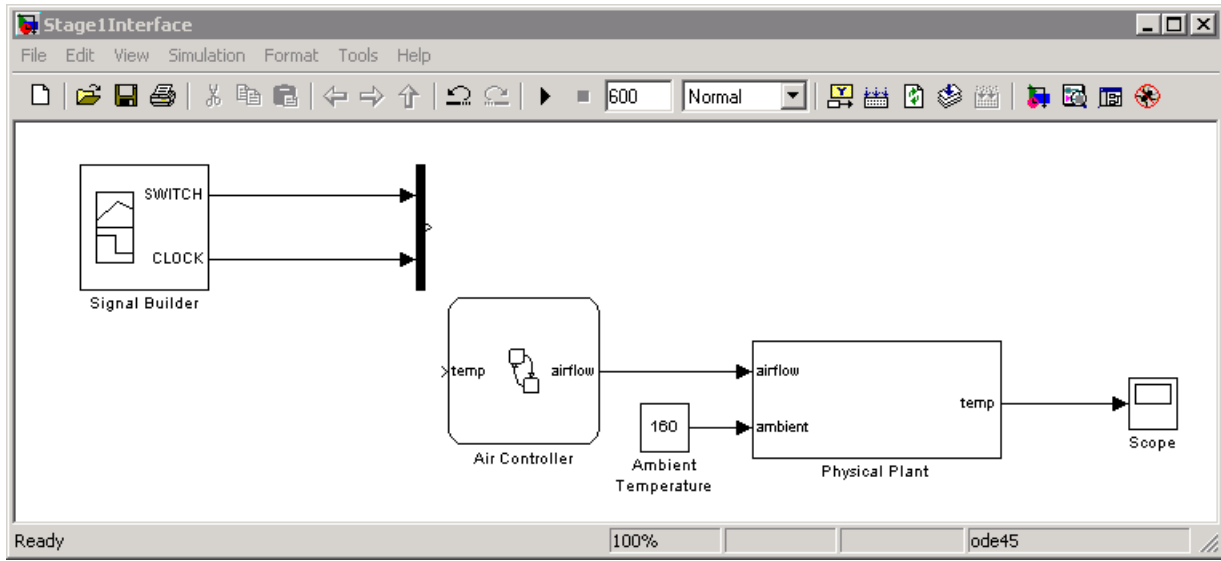 Stage1Interface
File Edit View Simulation Format Tools Help
600 Normal
SWITCH
CLOCK
Signal Builder
temp airflow
Air Controller
160
Ambient
Temperature
airflow
ambient
temp
Physical Plant
Scope
Ready 100% ode45